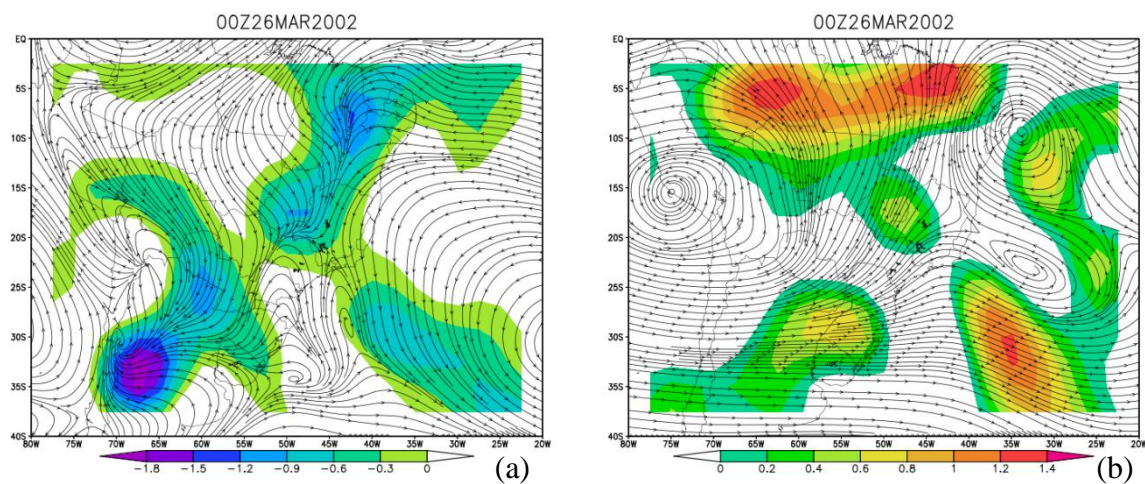 00Z26MAR2002
EQ
5S
10S
15S
20S
25S
30S
35S
40S
80W 75W 70W 65W 60W 55W 50W 45W 40W 35W 30W 25W 20W
-1.8 -1.5 -1.2 -0.9 -0.6 -0.3 0
(a)
00Z26MAR2002
EQ
5S
10S
15S
20S
25S
30S
35S
40S
80W 75W 70W 65W 60W 55W 50W 45W 40W 35W 30W 25W 20W
0 0.2 0.4 0.6 0.8 1 1.2 1.4
(b)